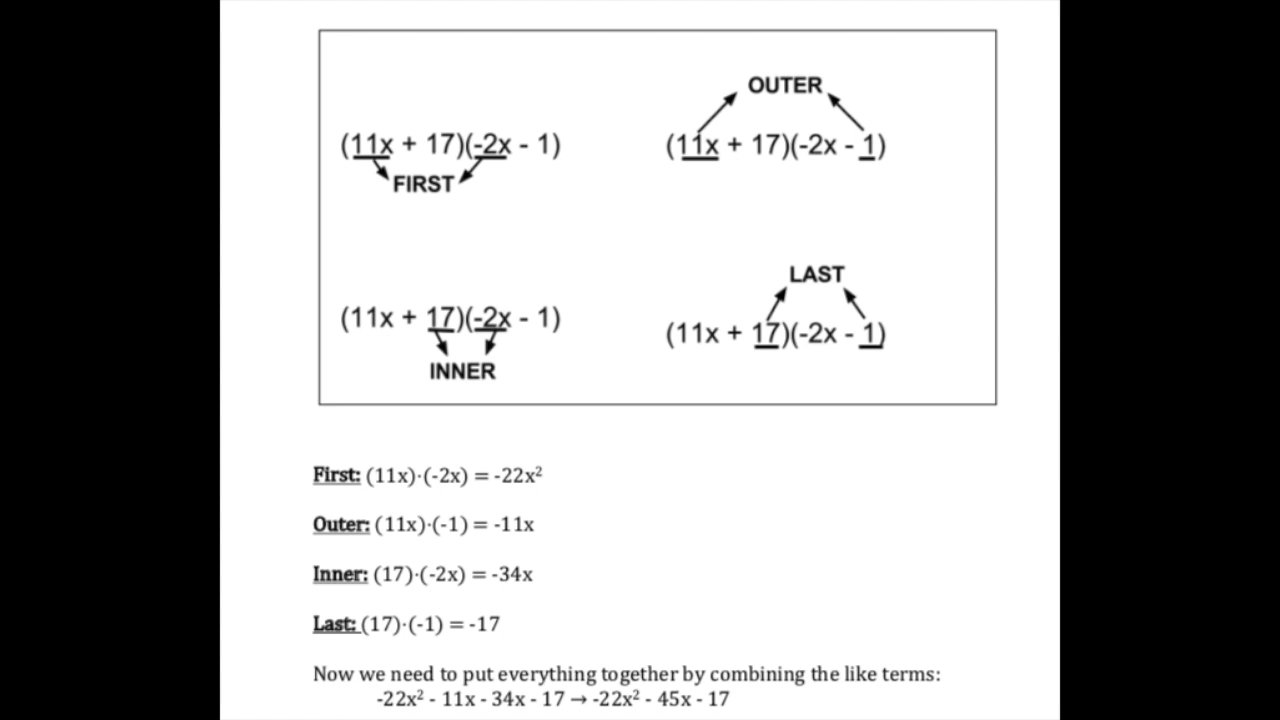 OUTER
(11x + 17)(-2x - 1)
FIRST
(11x + 17)(-2x - 1)
(11x + 17)(-2x - 1)
INNER
LAST
(11x + 17)(-2x - 1)
First: (11x)·(-2x) = -22x²
Outer: (11x)·(-1) = -11x
Inner: (17)·(-2x) = -34x
Last: (17)·(-1) = -17
Now we need to put everything together by combining the like terms:
-22x² - 11x - 34x - 17 → -22x² - 45x - 17